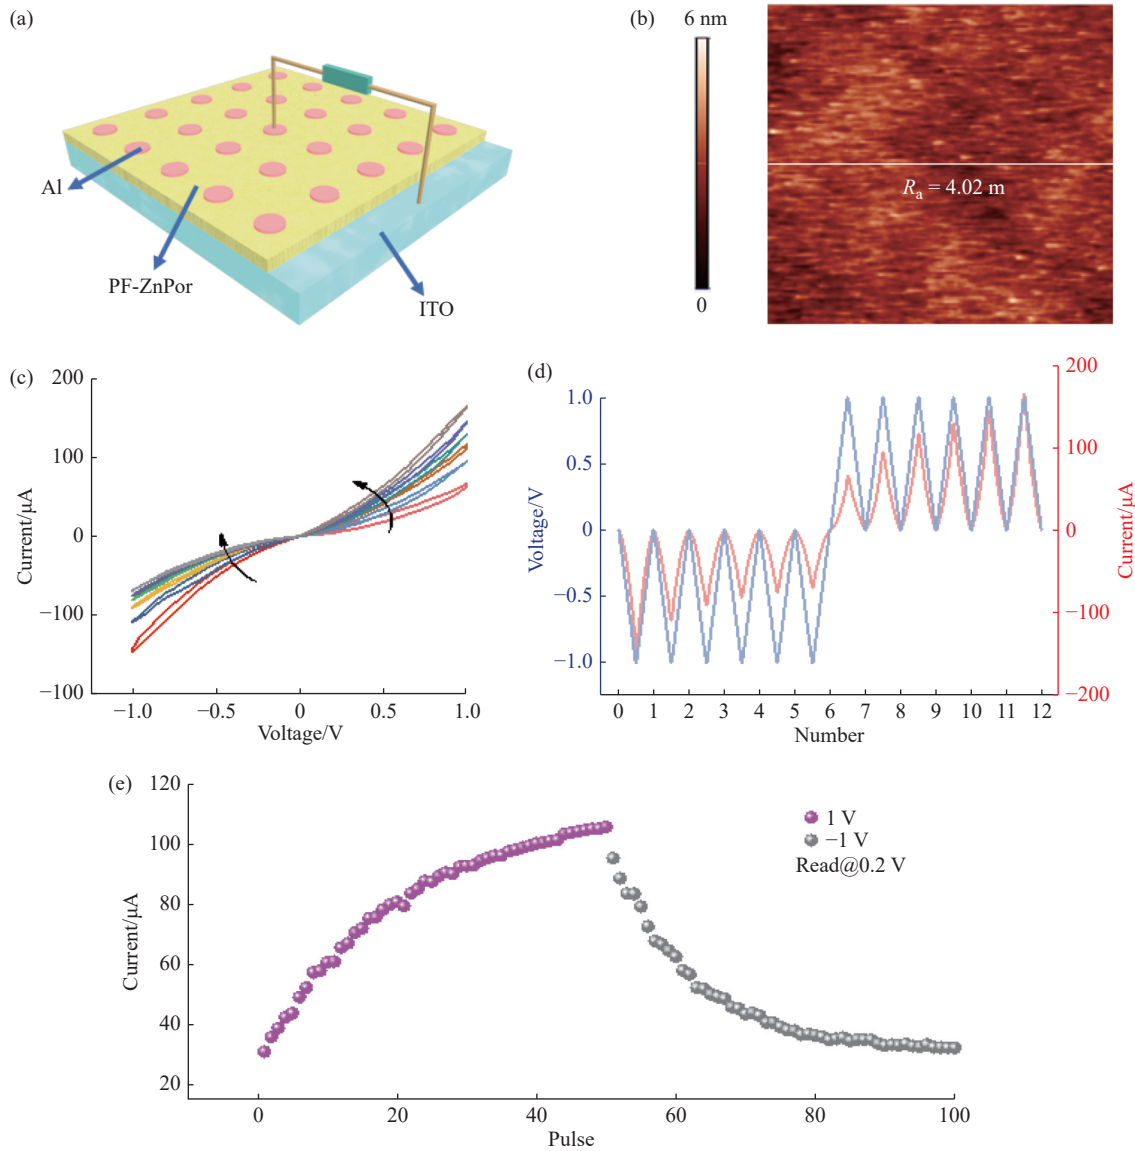 (a)
Al
PF-ZnPor
ITO
(b)
6 nm
0
Rₐ = 4.02 m
(c)
Current/μA
200
100
0
−100
−100
−1.0 −0.5 0 0.5 1.0
Voltage/V
(d)
Voltage/V
1.0
0.5
0
−0.5
−1.0
200
100
0
−100
−200
Current/μA
0 1 2 3 4 5 6 7 8 9 10 11 12
Number
(e)
Current/μA
120
100
80
60
40
20
1 V
−1 V
Read@0.2 V
0 20 40 60 80 100
Pulse